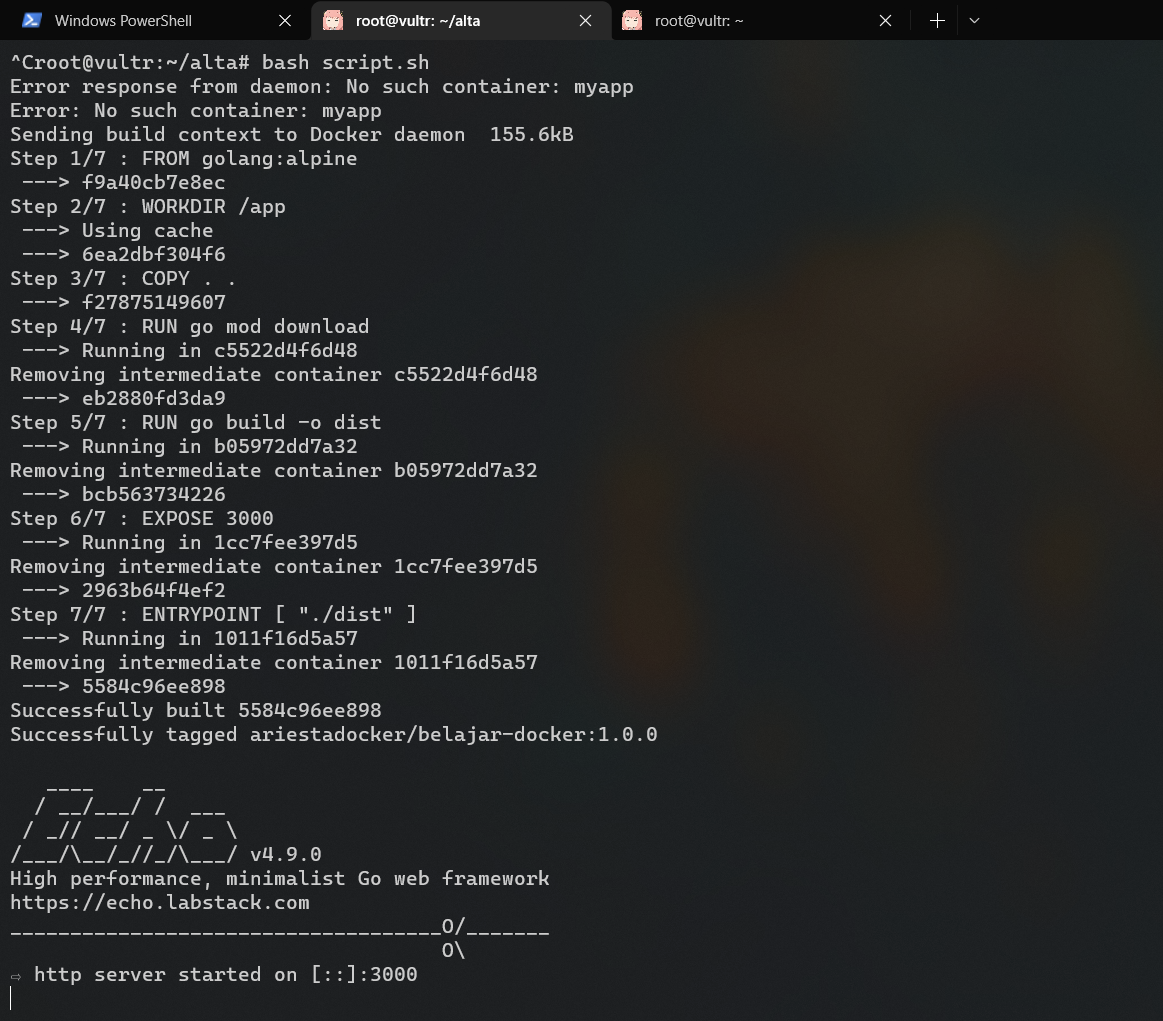 Windows PowerShell
root@vultr: ~/alta
root@vultr: ~
^Croot@vultr:~/alta# bash script.sh
Error response from daemon: No such container: myapp
Error: No such container: myapp
Sending build context to Docker daemon  155.6kB
Step 1/7 : FROM golang:alpine
 ---> f9a40cb7e8ec
Step 2/7 : WORKDIR /app
 ---> Using cache
 ---> 6ea2dbf304f6
Step 3/7 : COPY . .
 ---> f27875149607
Step 4/7 : RUN go mod download
 ---> Running in c5522d4f6d48
Removing intermediate container c5522d4f6d48
 ---> eb2880fd3da9
Step 5/7 : RUN go build -o dist
 ---> Running in b05972dd7a32
Removing intermediate container b05972dd7a32
 ---> bcb563734226
Step 6/7 : EXPOSE 3000
 ---> Running in 1cc7fee397d5
Removing intermediate container 1cc7fee397d5
 ---> 2963b64f4ef2
Step 7/7 : ENTRYPOINT [ "./dist" ]
 ---> Running in 1011f16d5a57
Removing intermediate container 1011f16d5a57
 ---> 5584c96ee898
Successfully built 5584c96ee898
Successfully tagged ariestadocker/belajar-docker:1.0.0

   ____    __
  / __/___/ /  ___
 / _// __/ _ \/ _ \
/___/\__/_//_/\___/ v4.9.0
High performance, minimalist Go web framework
https://echo.labstack.com
____________________________________O/_______
                                    O\
⇨ http server started on [::]:3000